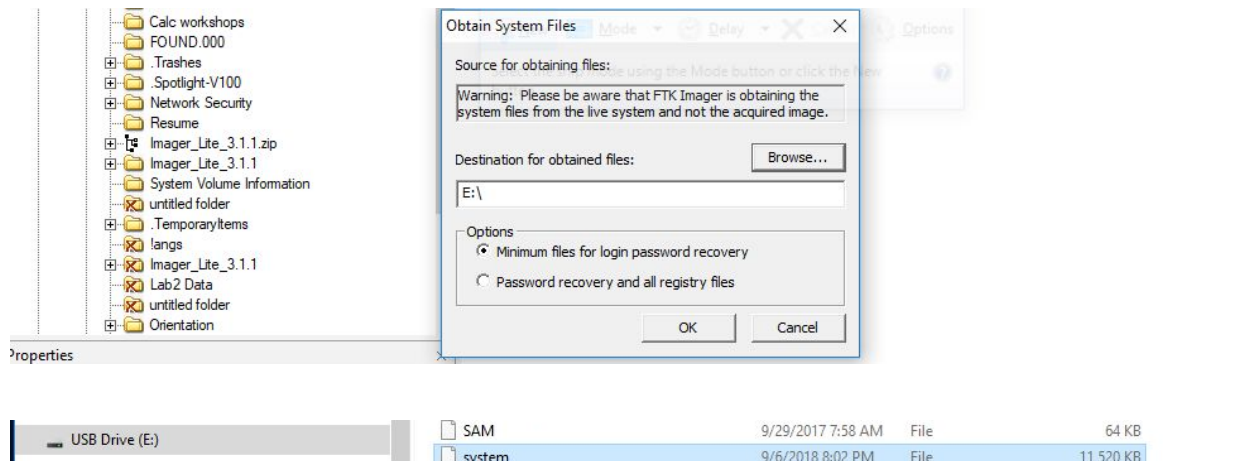 Calc workshops
FOUND.000
.Trashes
.Spotlight-V100
Network Security
Resume
Imager_Lite_3.1.1.zip
Imager_Lite_3.1.1
System Volume Information
untitled folder
.TemporaryItems
!angs
Imager_Lite_3.1.1
Lab2 Data
untitled folder
Orientation
Properties
Obtain System Files
Mode Delay Options
Source for obtaining files:
Warning: Please be aware that FTK Imager is obtaining the
system files from the live system and not the acquired image.
Destination for obtained files:
Browse...
E:\
Options
Minimum files for login password recovery
Password recovery and all registry files
OK Cancel
USB Drive (E:)
SAM 9/29/2017 7:58 AM File 64 KB
system 9/6/2018 8:02 PM File 11,520 KB